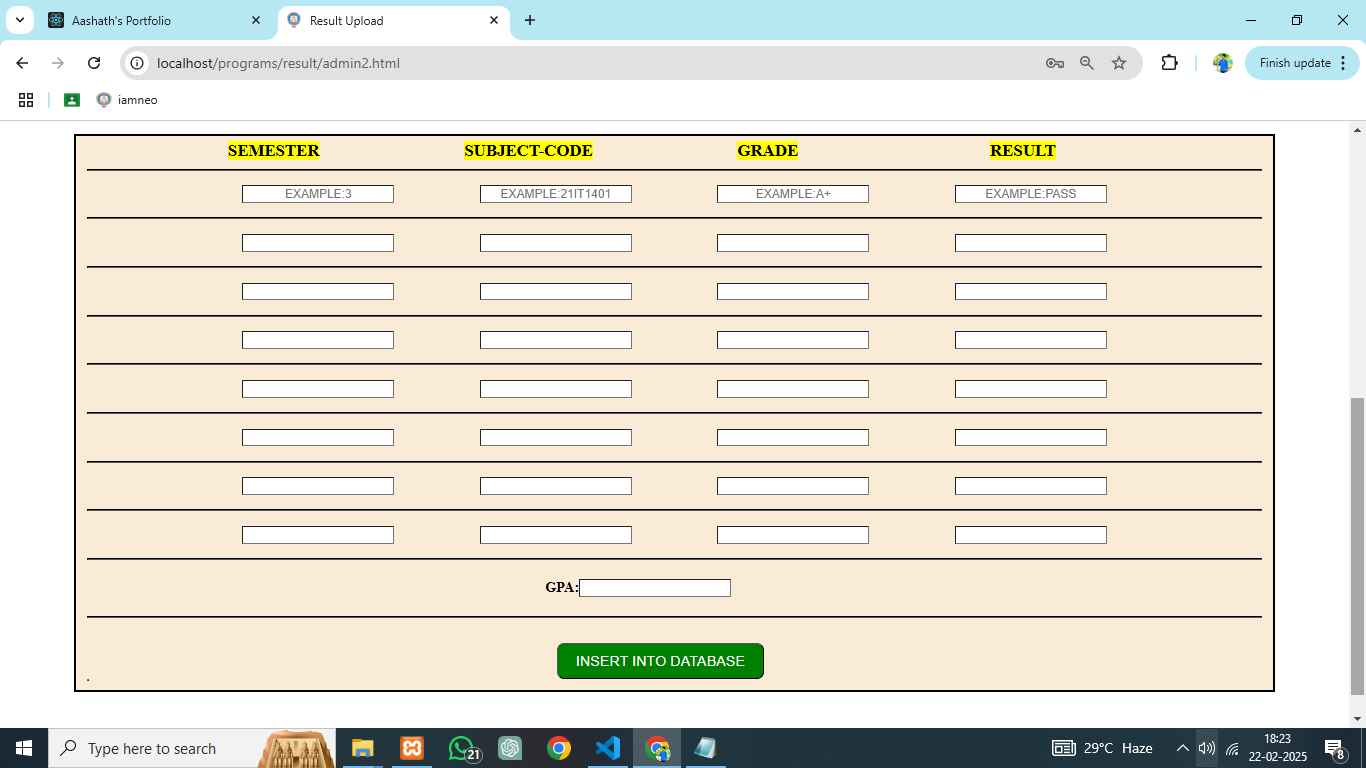 Aashath's Portfolio
Result Upload
localhost/programs/result/admin2.html
Finish update
iamneo
SEMESTER SUBJECT-CODE GRADE RESULT
EXAMPLE:3 EXAMPLE:21IT1401 EXAMPLE:A+ EXAMPLE:PASS
GPA:
INSERT INTO DATABASE
.
Type here to search
21
29°C Haze
18:23
22-02-2025
8